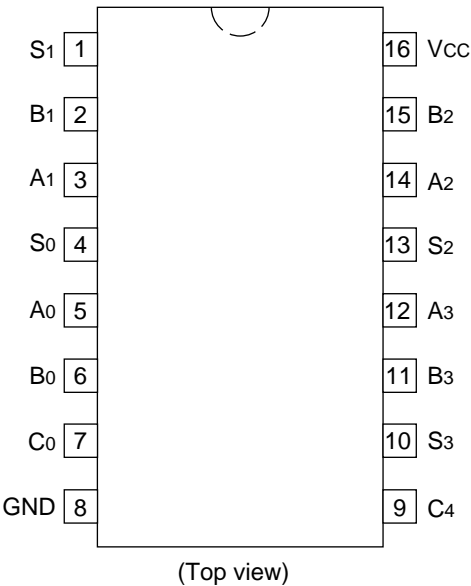 S1 1 16 VCC
B1 2 15 B2
A1 3 14 A2
S0 4 13 S2
A0 5 12 A3
B0 6 11 B3
C0 7 10 S3
GND 8 9 C4
(Top view)